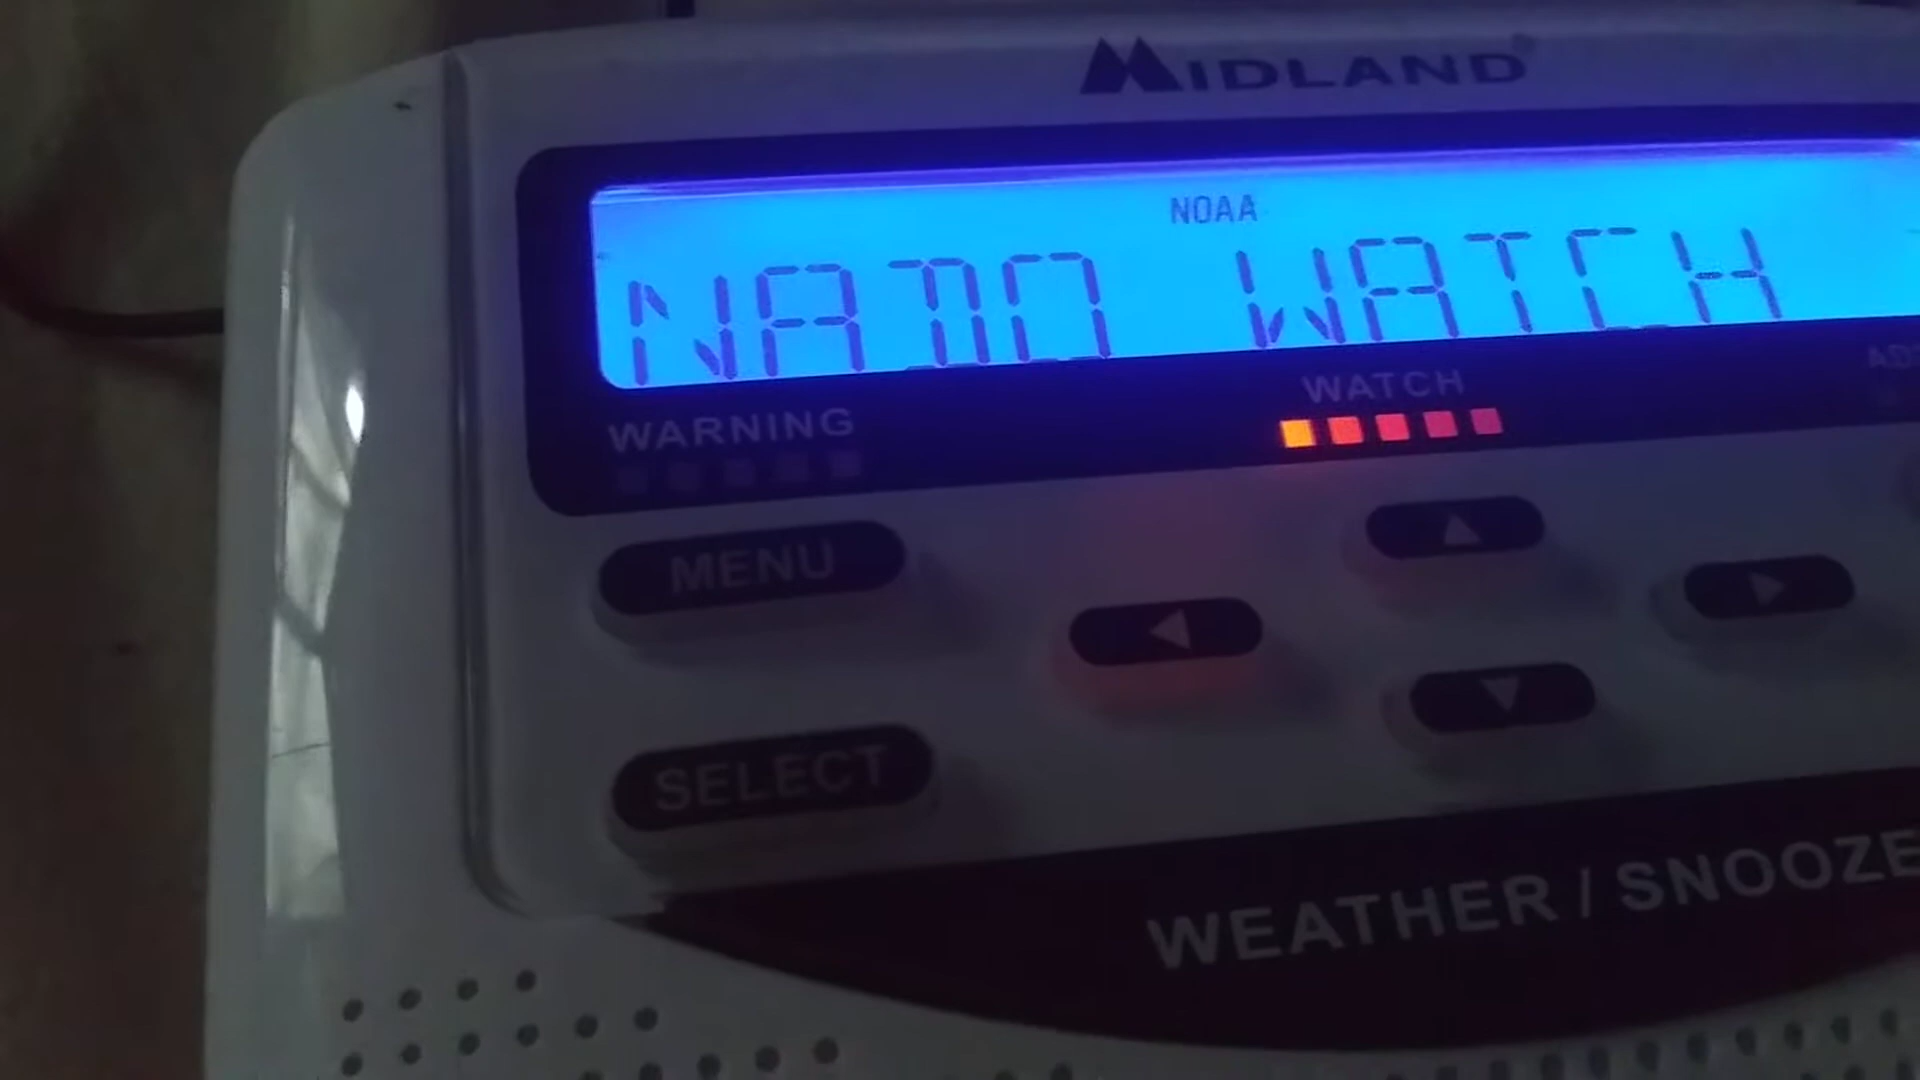 MIDLAND®
NOAA
NADO WATCH
WARNING
WATCH
MENU
SELECT
WEATHER / SNOOZE